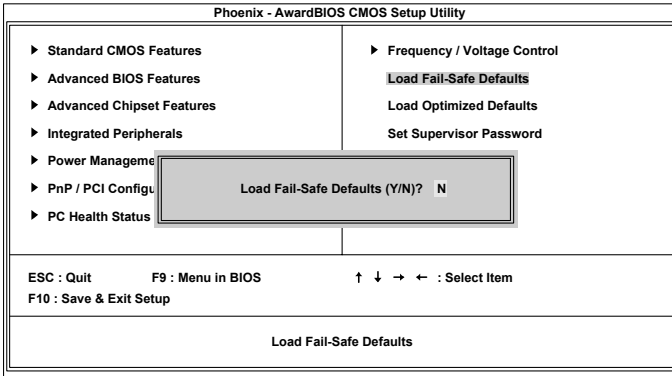 Phoenix - AwardBIOS CMOS Setup Utility
▶ Standard CMOS Features
▶ Advanced BIOS Features
▶ Advanced Chipset Features
▶ Integrated Peripherals
▶ Power Manageme
▶ PnP / PCI Configu
▶ PC Health Status
▶ Frequency / Voltage Control
Load Fail-Safe Defaults
Load Optimized Defaults
Set Supervisor Password
Load Fail-Safe Defaults (Y/N)? N
ESC : Quit F9 : Menu in BIOS ↑ ↓ → ← : Select Item
F10 : Save & Exit Setup
Load Fail-Safe Defaults